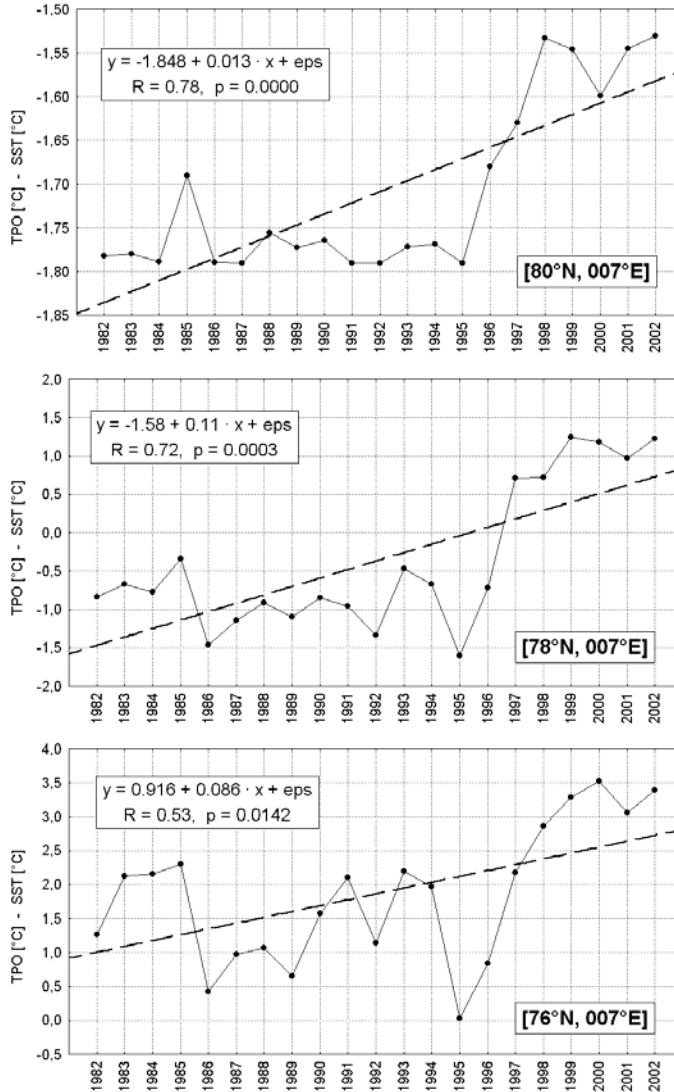 -1.50
-1.55
-1.60
-1.65
-1.70
-1.75
-1.80
-1.85
TPO [°C] - SST [°C]
y = -1.848 + 0.013 · x + eps
R = 0.78, p = 0.0000
[80°N, 007°E]
1982 1983 1984 1985 1986 1987 1988 1989 1990 1991 1992 1993 1994 1995 1996 1997 1998 1999 2000 2001 2002
2.0
1.5
1.0
0.5
0.0
-0.5
-1.0
-1.5
-2.0
TPO [°C] - SST [°C]
y = -1.58 + 0.11 · x + eps
R = 0.72, p = 0.0003
[78°N, 007°E]
1982 1983 1984 1985 1986 1987 1988 1989 1990 1991 1992 1993 1994 1995 1996 1997 1998 1999 2000 2001 2002
4.0
3.5
3.0
2.5
2.0
1.5
1.0
0.5
0.0
-0.5
TPO [°C] - SST [°C]
y = 0.916 + 0.086 · x + eps
R = 0.53, p = 0.0142
[76°N, 007°E]
1982 1983 1984 1985 1986 1987 1988 1989 1990 1991 1992 1993 1994 1995 1996 1997 1998 1999 2000 2001 2002